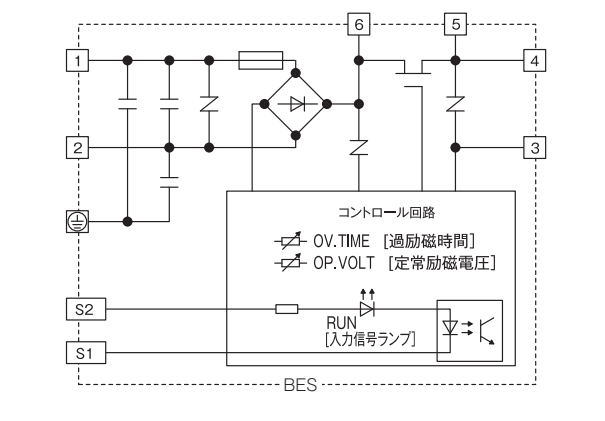 6
5
1
4
2
3
コントロール回路
OV.TIME [過励磁時間]
OP.VOLT [定常励磁電圧]
S2
RUN
[入力信号ランプ]
S1
BES